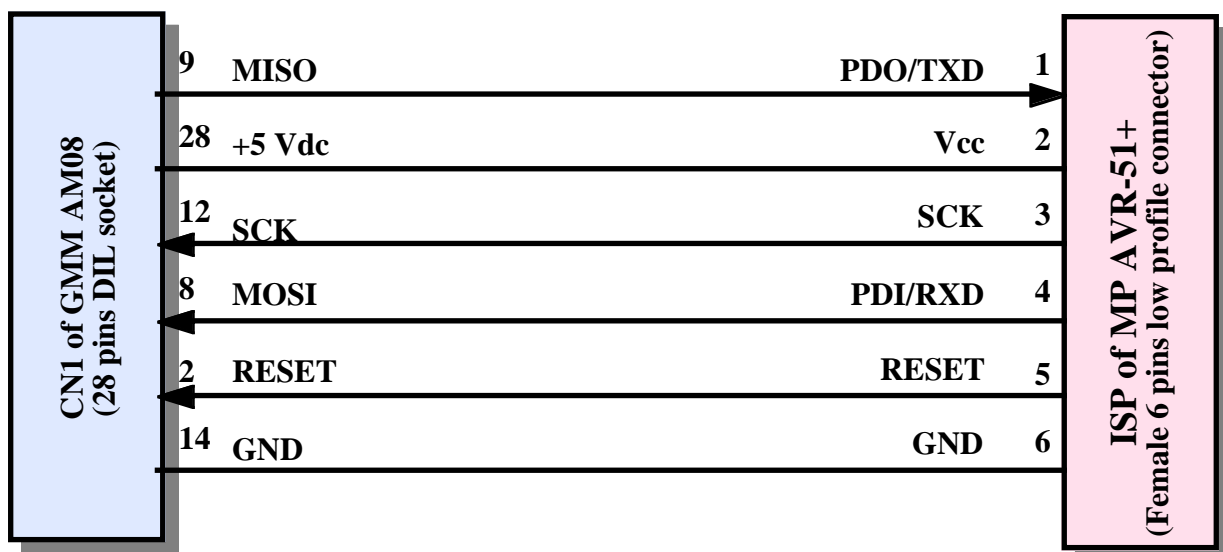 CN1 of GMM AM08
(28 pins DIL socket)
9 MISO PDO/TXD 1
28 +5 Vdc Vcc 2
12 SCK SCK 3
8 MOSI PDI/RXD 4
2 RESET RESET 5
14 GND GND 6
ISP of MP AVR-51+
(Female 6 pins low profile connector)